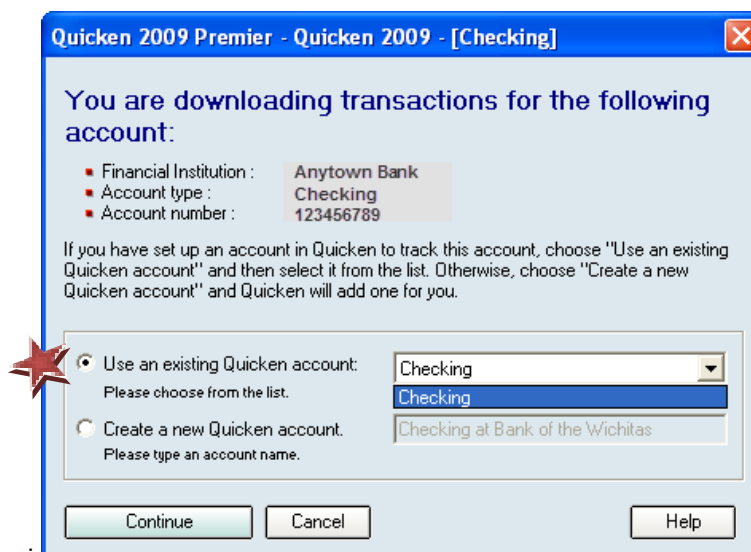 Quicken 2009 Premier - Quicken 2009 - [Checking]
You are downloading transactions for the following
account:
Financial Institution : Anytown Bank
Account type : Checking
Account number : 123456789
If you have set up an account in Quicken to track this account, choose "Use an existing
Quicken account" and then select it from the list. Otherwise, choose "Create a new
Quicken account" and Quicken will add one for you.
Use an existing Quicken account: Checking
Please choose from the list. Checking
Create a new Quicken account. Checking at Bank of the Wichitas
Please type an account name.
Continue Cancel Help
.